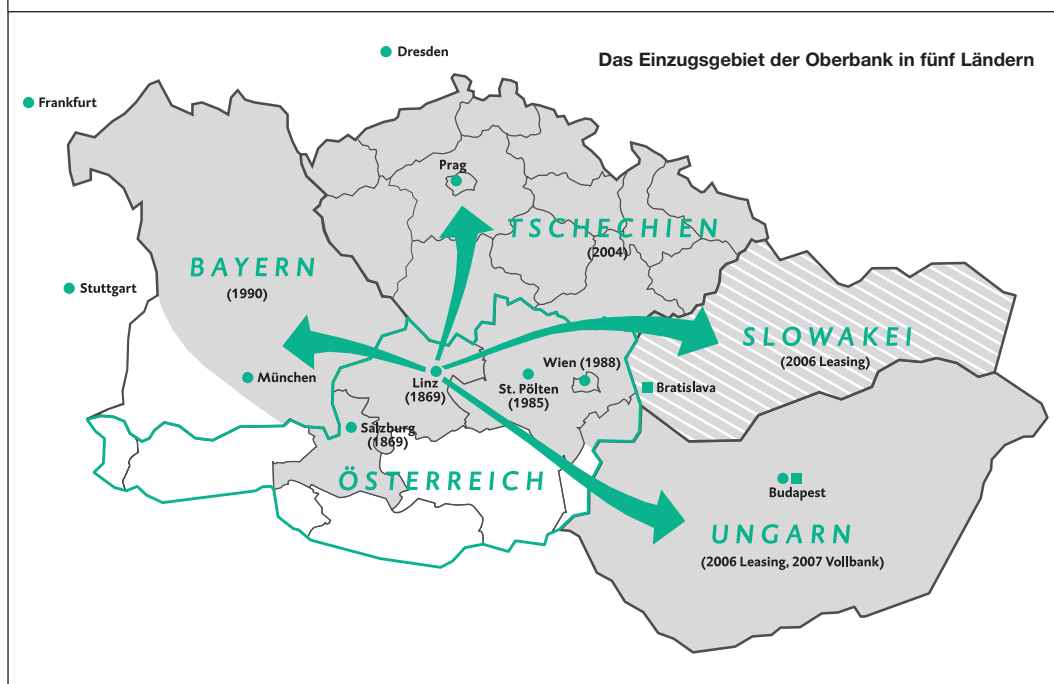 Dresden
Das Einzugsgebiet der Oberbank in fünf Ländern
Frankfurt
Prag
TSCHECHIEN
(2004)
BAYERN
(1990)
Stuttgart
SLOWAKEI
(2006 Leasing)
Wien (1988)
München
Linz
(1869)
St. Pölten
(1985)
Bratislava
Salzburg
(1869)
ÖSTERREICH
Budapest
UNGARN
(2006 Leasing, 2007 Vollbank)